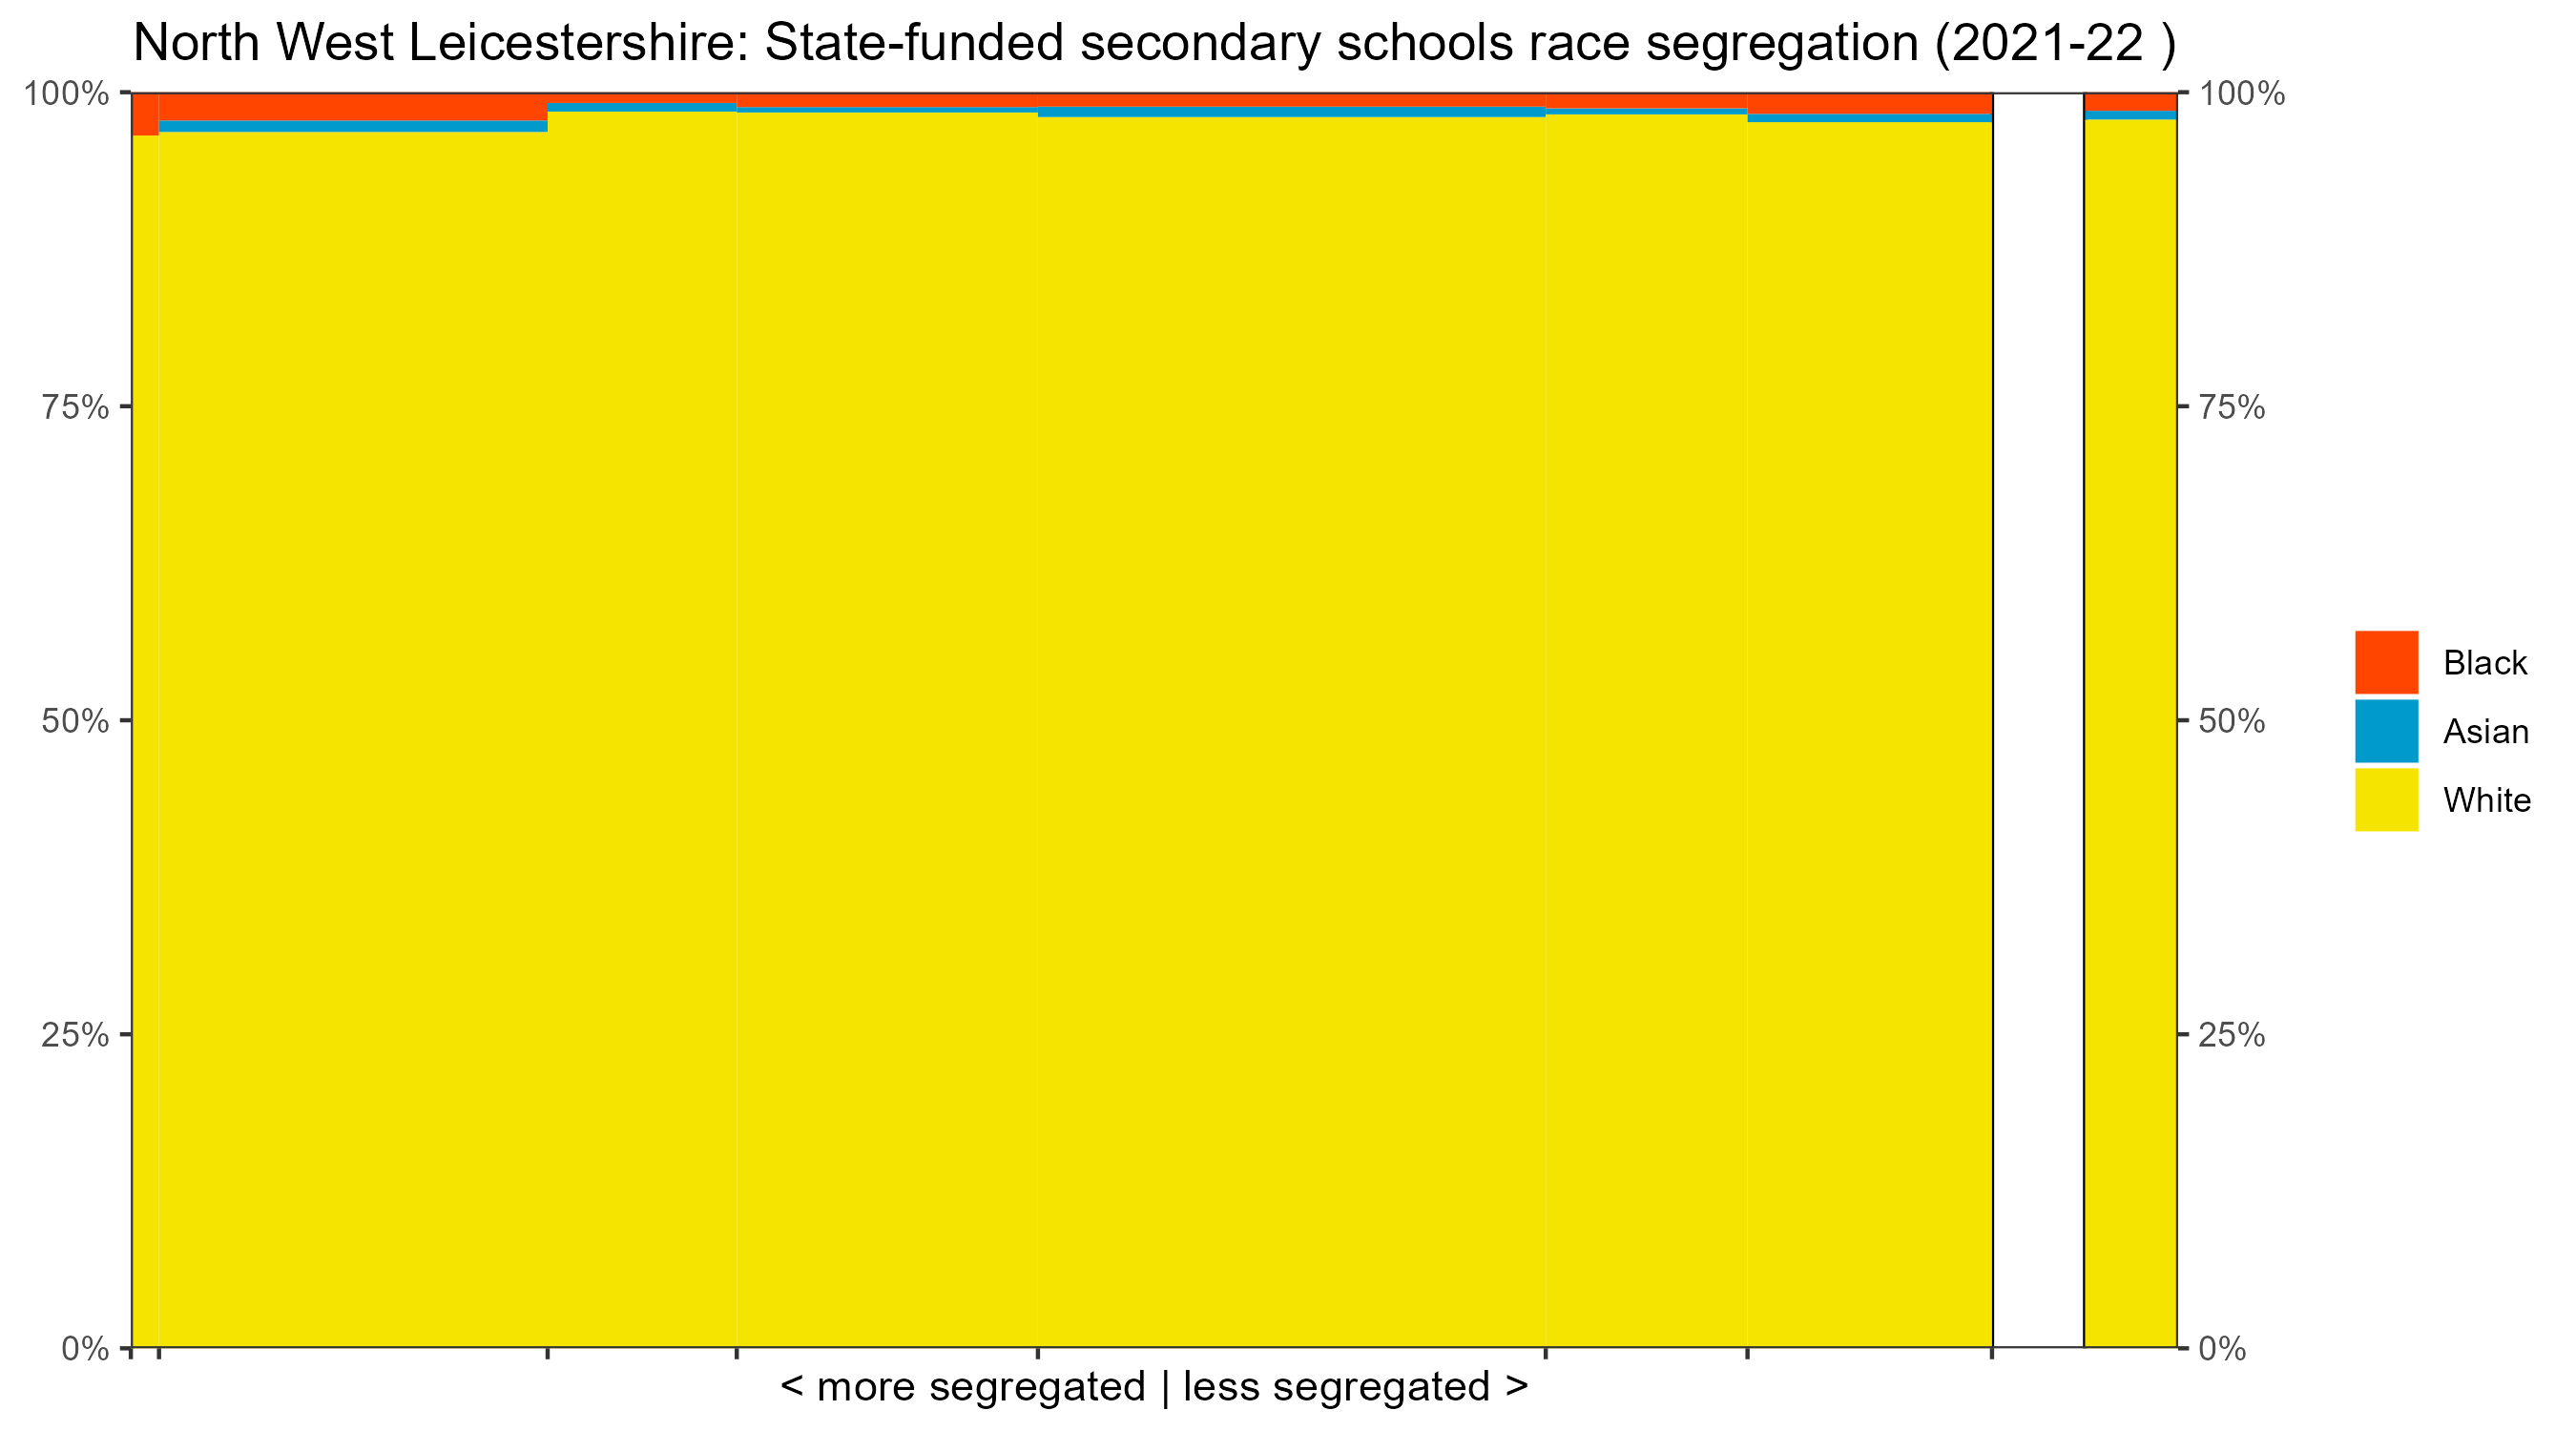 North West Leicestershire: State-funded secondary schools race segregation (2021-22 )
100%
75%
50%
25%
0%
100%
75%
50%
25%
0%
Black
Asian
White
< more segregated | less segregated >